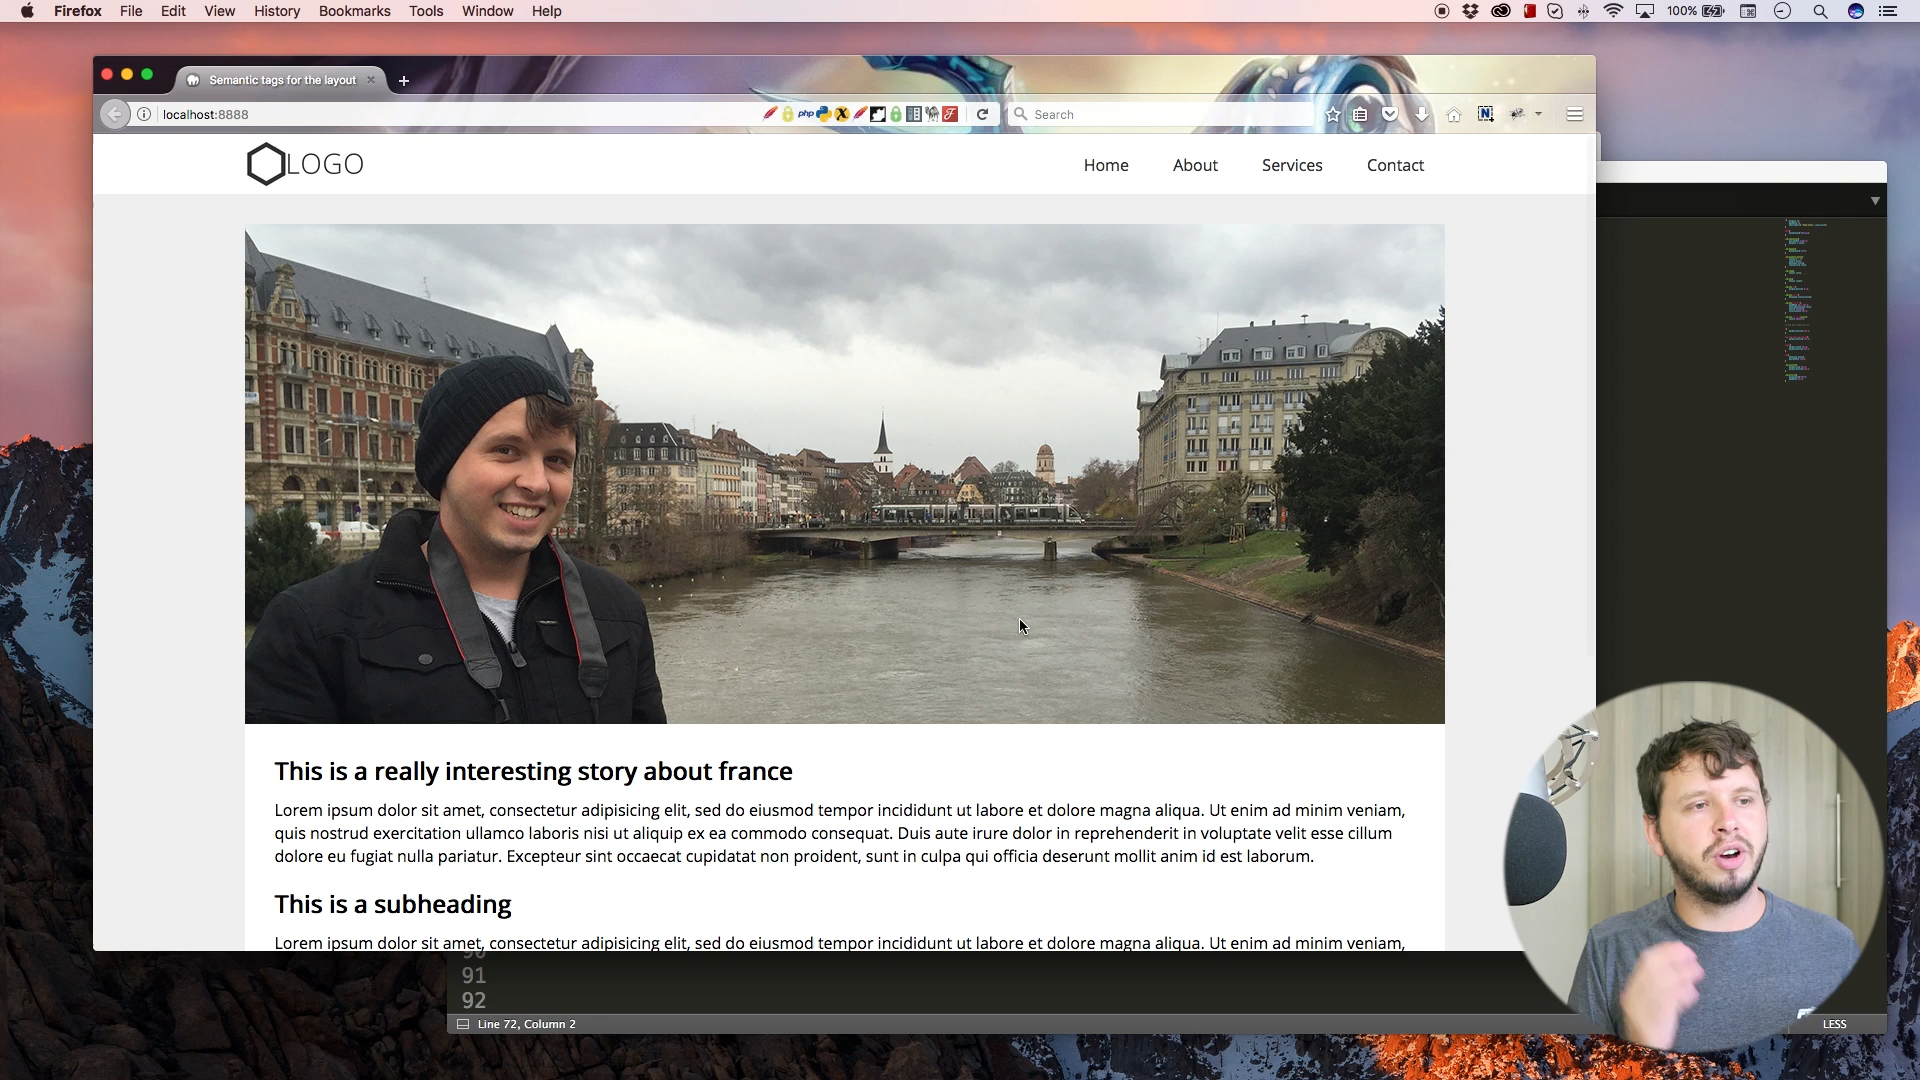 Firefox File Edit View History Bookmarks Tools Window Help 100%
Semantic tags for the layout
localhost:8888 php Search
LOGO Home About Services Contact
This is a really interesting story about france
Lorem ipsum dolor sit amet, consectetur adipisicing elit, sed do eiusmod tempor incididunt ut labore et dolore magna aliqua. Ut enim ad minim veniam,
quis nostrud exercitation ullamco laboris nisi ut aliquip ex ea commodo consequat. Duis aute irure dolor in reprehenderit in voluptate velit esse cillum
dolore eu fugiat nulla pariatur. Excepteur sint occaecat cupidatat non proident, sunt in culpa qui officia deserunt mollit anim id est laborum.
This is a subheading
Lorem ipsum dolor sit amet, consectetur adipisicing elit, sed do eiusmod tempor incididunt ut labore et dolore magna aliqua. Ut enim ad minim veniam,
90
91
92
Line 72, Column 2 LESS